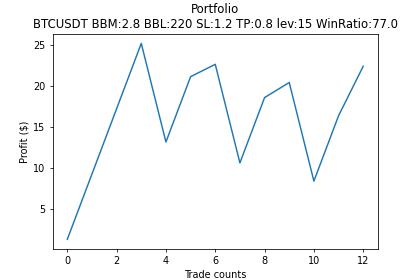 Portfolio
BTCUSDT BBM:2.8 BBL:220 SL:1.2 TP:0.8 lev:15 WinRatio:77.0
25
20
15
10
5
Profit ($)
0 2 4 6 8 10 12
Trade counts